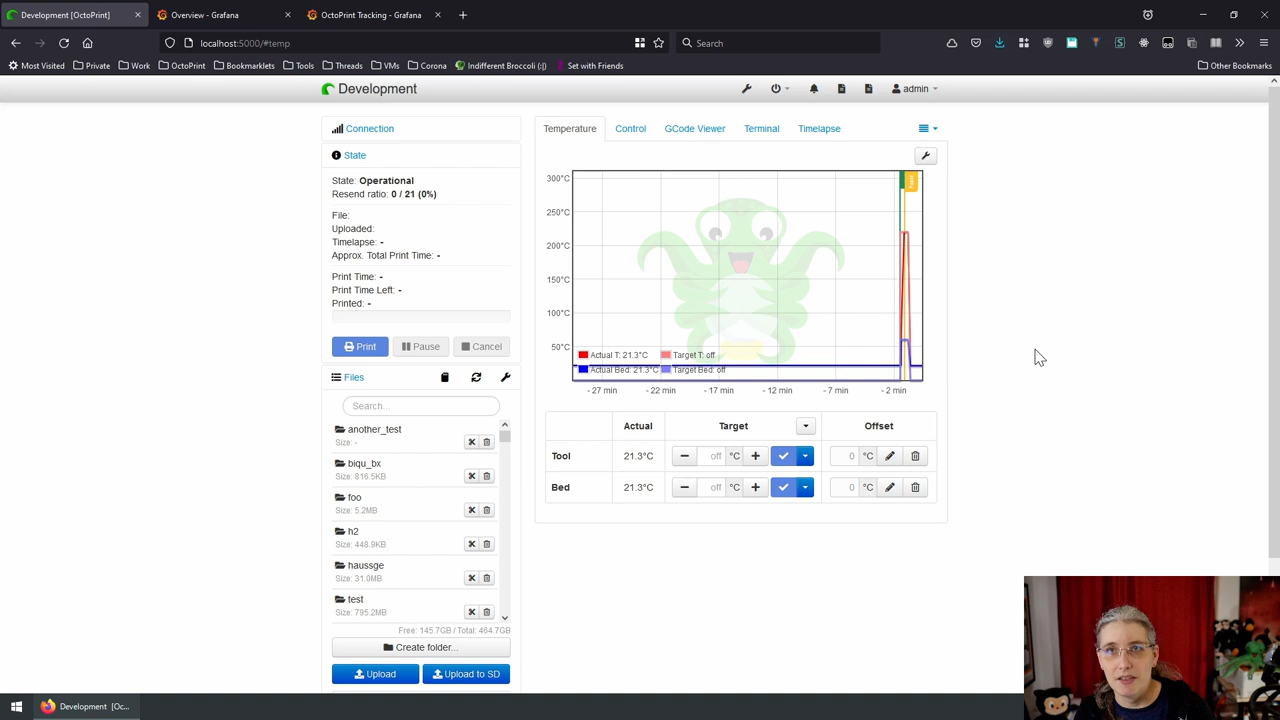 Development [OctoPrint]
Overview - Grafana
OctoPrint Tracking - Grafana
localhost:5000/#temp
Search
Most Visited
Private
Work
OctoPrint
Bookmarklets
Tools
Threads
VMs
Corona
Indifferent Broccoli (:|)
Set with Friends
Other Bookmarks
Development
admin
Connection
State
State: Operational
Resend ratio: 0 / 21 (0%)
File:
Uploaded:
Timelapse: -
Approx. Total Print Time: -
Print Time: -
Print Time Left: -
Printed: -
Print
Pause
Cancel
Files
Search...
another_test
Size: -
biqu_bx
Size: 816.5KB
foo
Size: 5.2MB
h2
Size: 448.9KB
haussge
Size: 31.0MB
test
Size: 795.2MB
Free: 145.7GB / Total: 464.7GB
Create folder...
Upload
Upload to SD
Temperature
Control
GCode Viewer
Terminal
Timelapse
300°C
250°C
200°C
150°C
100°C
50°C
Actual T: 21.3°C
Target T: off
Actual Bed: 21.3°C
Target Bed: off
- 27 min
- 22 min
- 17 min
- 12 min
- 7 min
- 2 min
Actual
Target
Offset
Tool
21.3°C
off
°C
0
°C
Bed
21.3°C
off
°C
0
°C
Development [Oc...